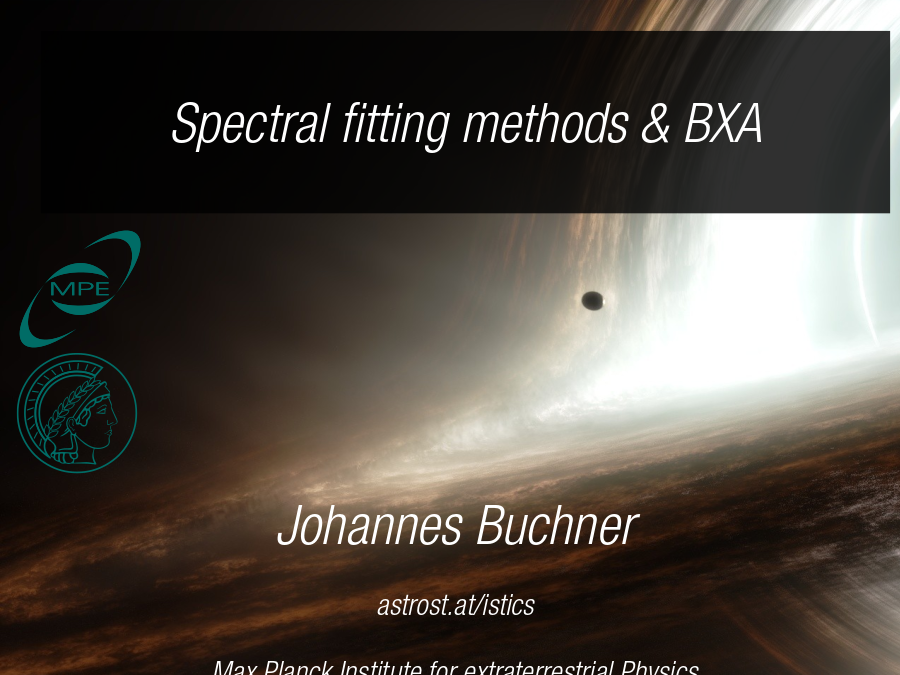 Spectral fitting methods & BXA
MPE
Johannes Buchner
astrost.at/istics
Max Planck Institute for extraterrestrial Physics